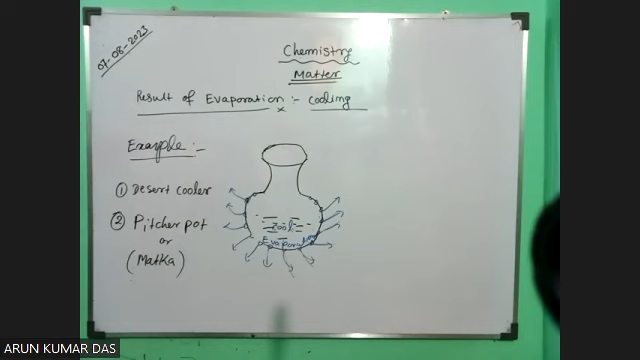 07-08-2023
Chemistry
Matter
Result of Evaporation :- Cooling
x
Example :-
① Desert cooler
② Pitcher pot
or
(Matka)
Cool
Evaporation
ARUN KUMAR DAS